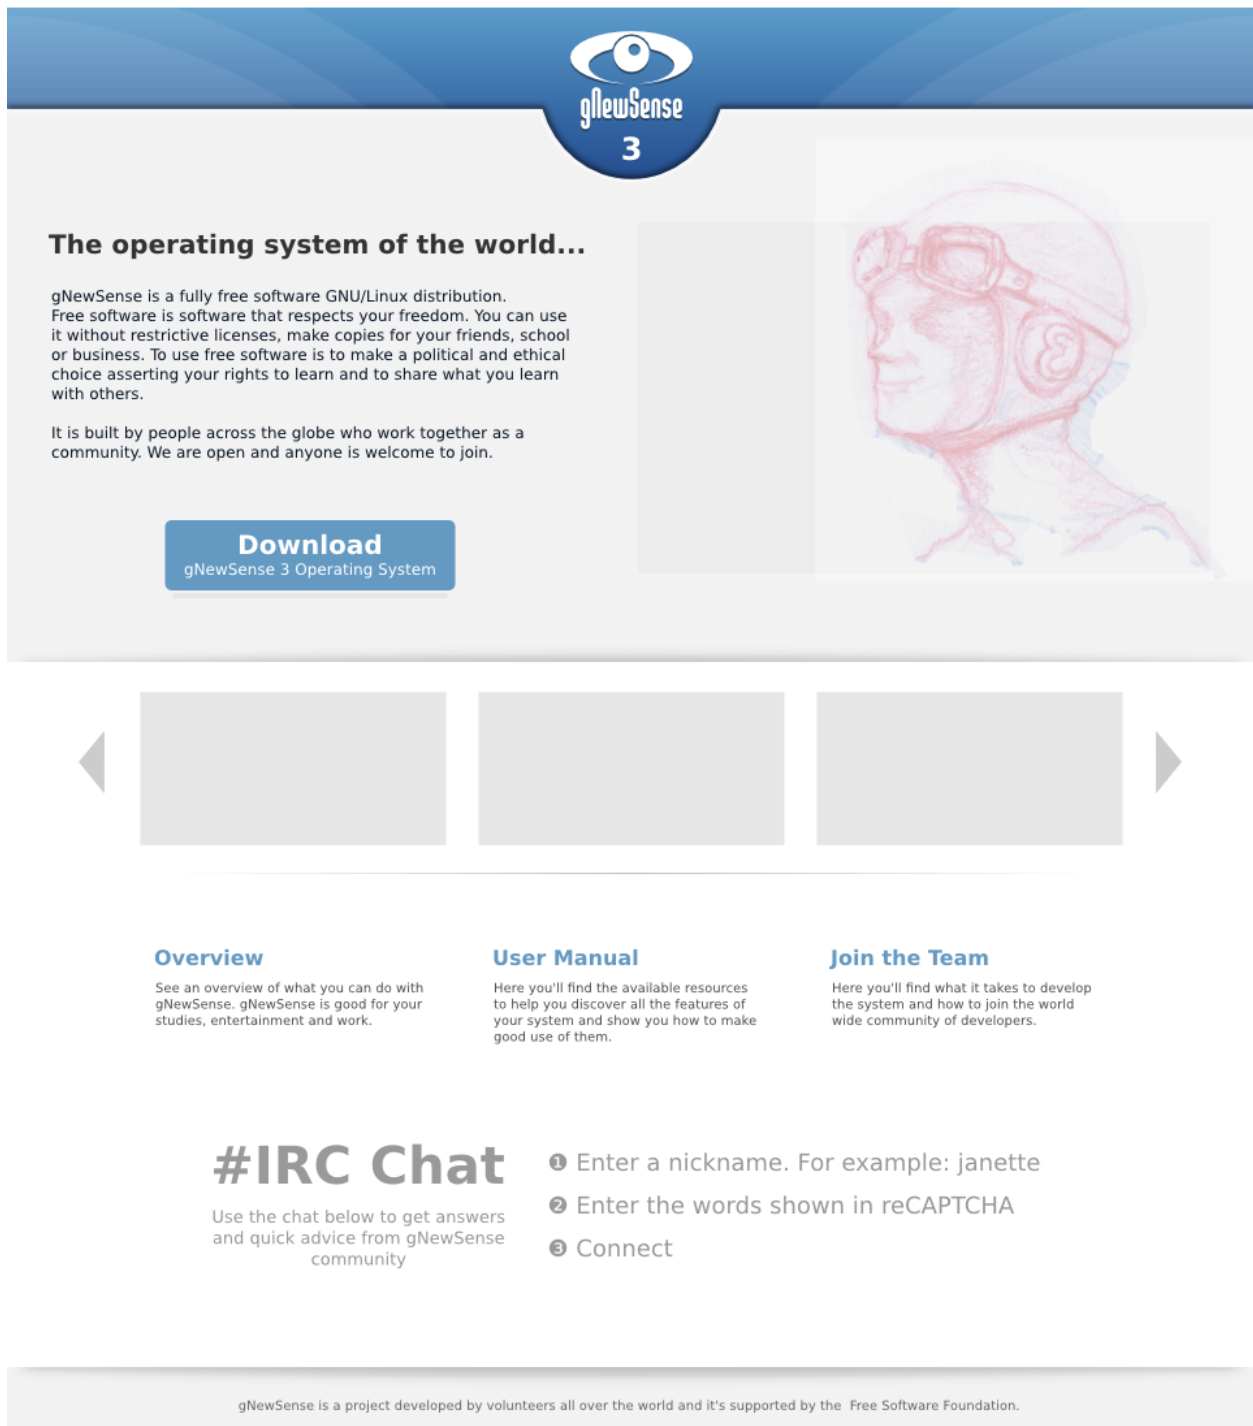 gNewSense
3
The operating system of the world...
gNewSense is a fully free software GNU/Linux distribution.
Free software is software that respects your freedom. You can use
it without restrictive licenses, make copies for your friends, school
or business. To use free software is to make a political and ethical
choice asserting your rights to learn and to share what you learn
with others.
It is built by people across the globe who work together as a
community. We are open and anyone is welcome to join.
Download
gNewSense 3 Operating System
Overview
See an overview of what you can do with
gNewSense. gNewSense is good for your
studies, entertainment and work.
User Manual
Here you'll find the available resources
to help you discover all the features of
your system and show you how to make
good use of them.
Join the Team
Here you'll find what it takes to develop
the system and how to join the world
wide community of developers.
#IRC Chat
Use the chat below to get answers
and quick advice from gNewSense
community
❶ Enter a nickname. For example: janette
❷ Enter the words shown in reCAPTCHA
❸ Connect
gNewSense is a project developed by volunteers all over the world and it's supported by the Free Software Foundation.